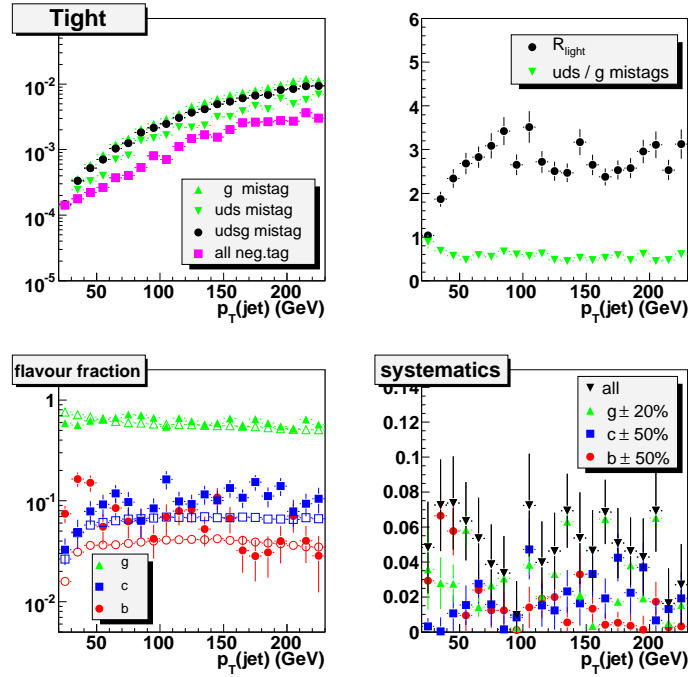 Tight
10⁻²
10⁻³
10⁻⁴
10⁻⁵
g mistag
uds mistag
udsg mistag
all neg.tag
50 100 150 200
p_T(jet) (GeV)
6
5
4
3
2
1
0
R_light
uds / g mistags
50 100 150 200
p_T(jet) (GeV)
flavour fraction
1
10⁻¹
10⁻²
g
c
b
50 100 150 200
p_T(jet) (GeV)
systematics
0.14
0.12
0.1
0.08
0.06
0.04
0.02
0
all
g ± 20%
c ± 50%
b ± 50%
50 100 150 200
p_T(jet) (GeV)